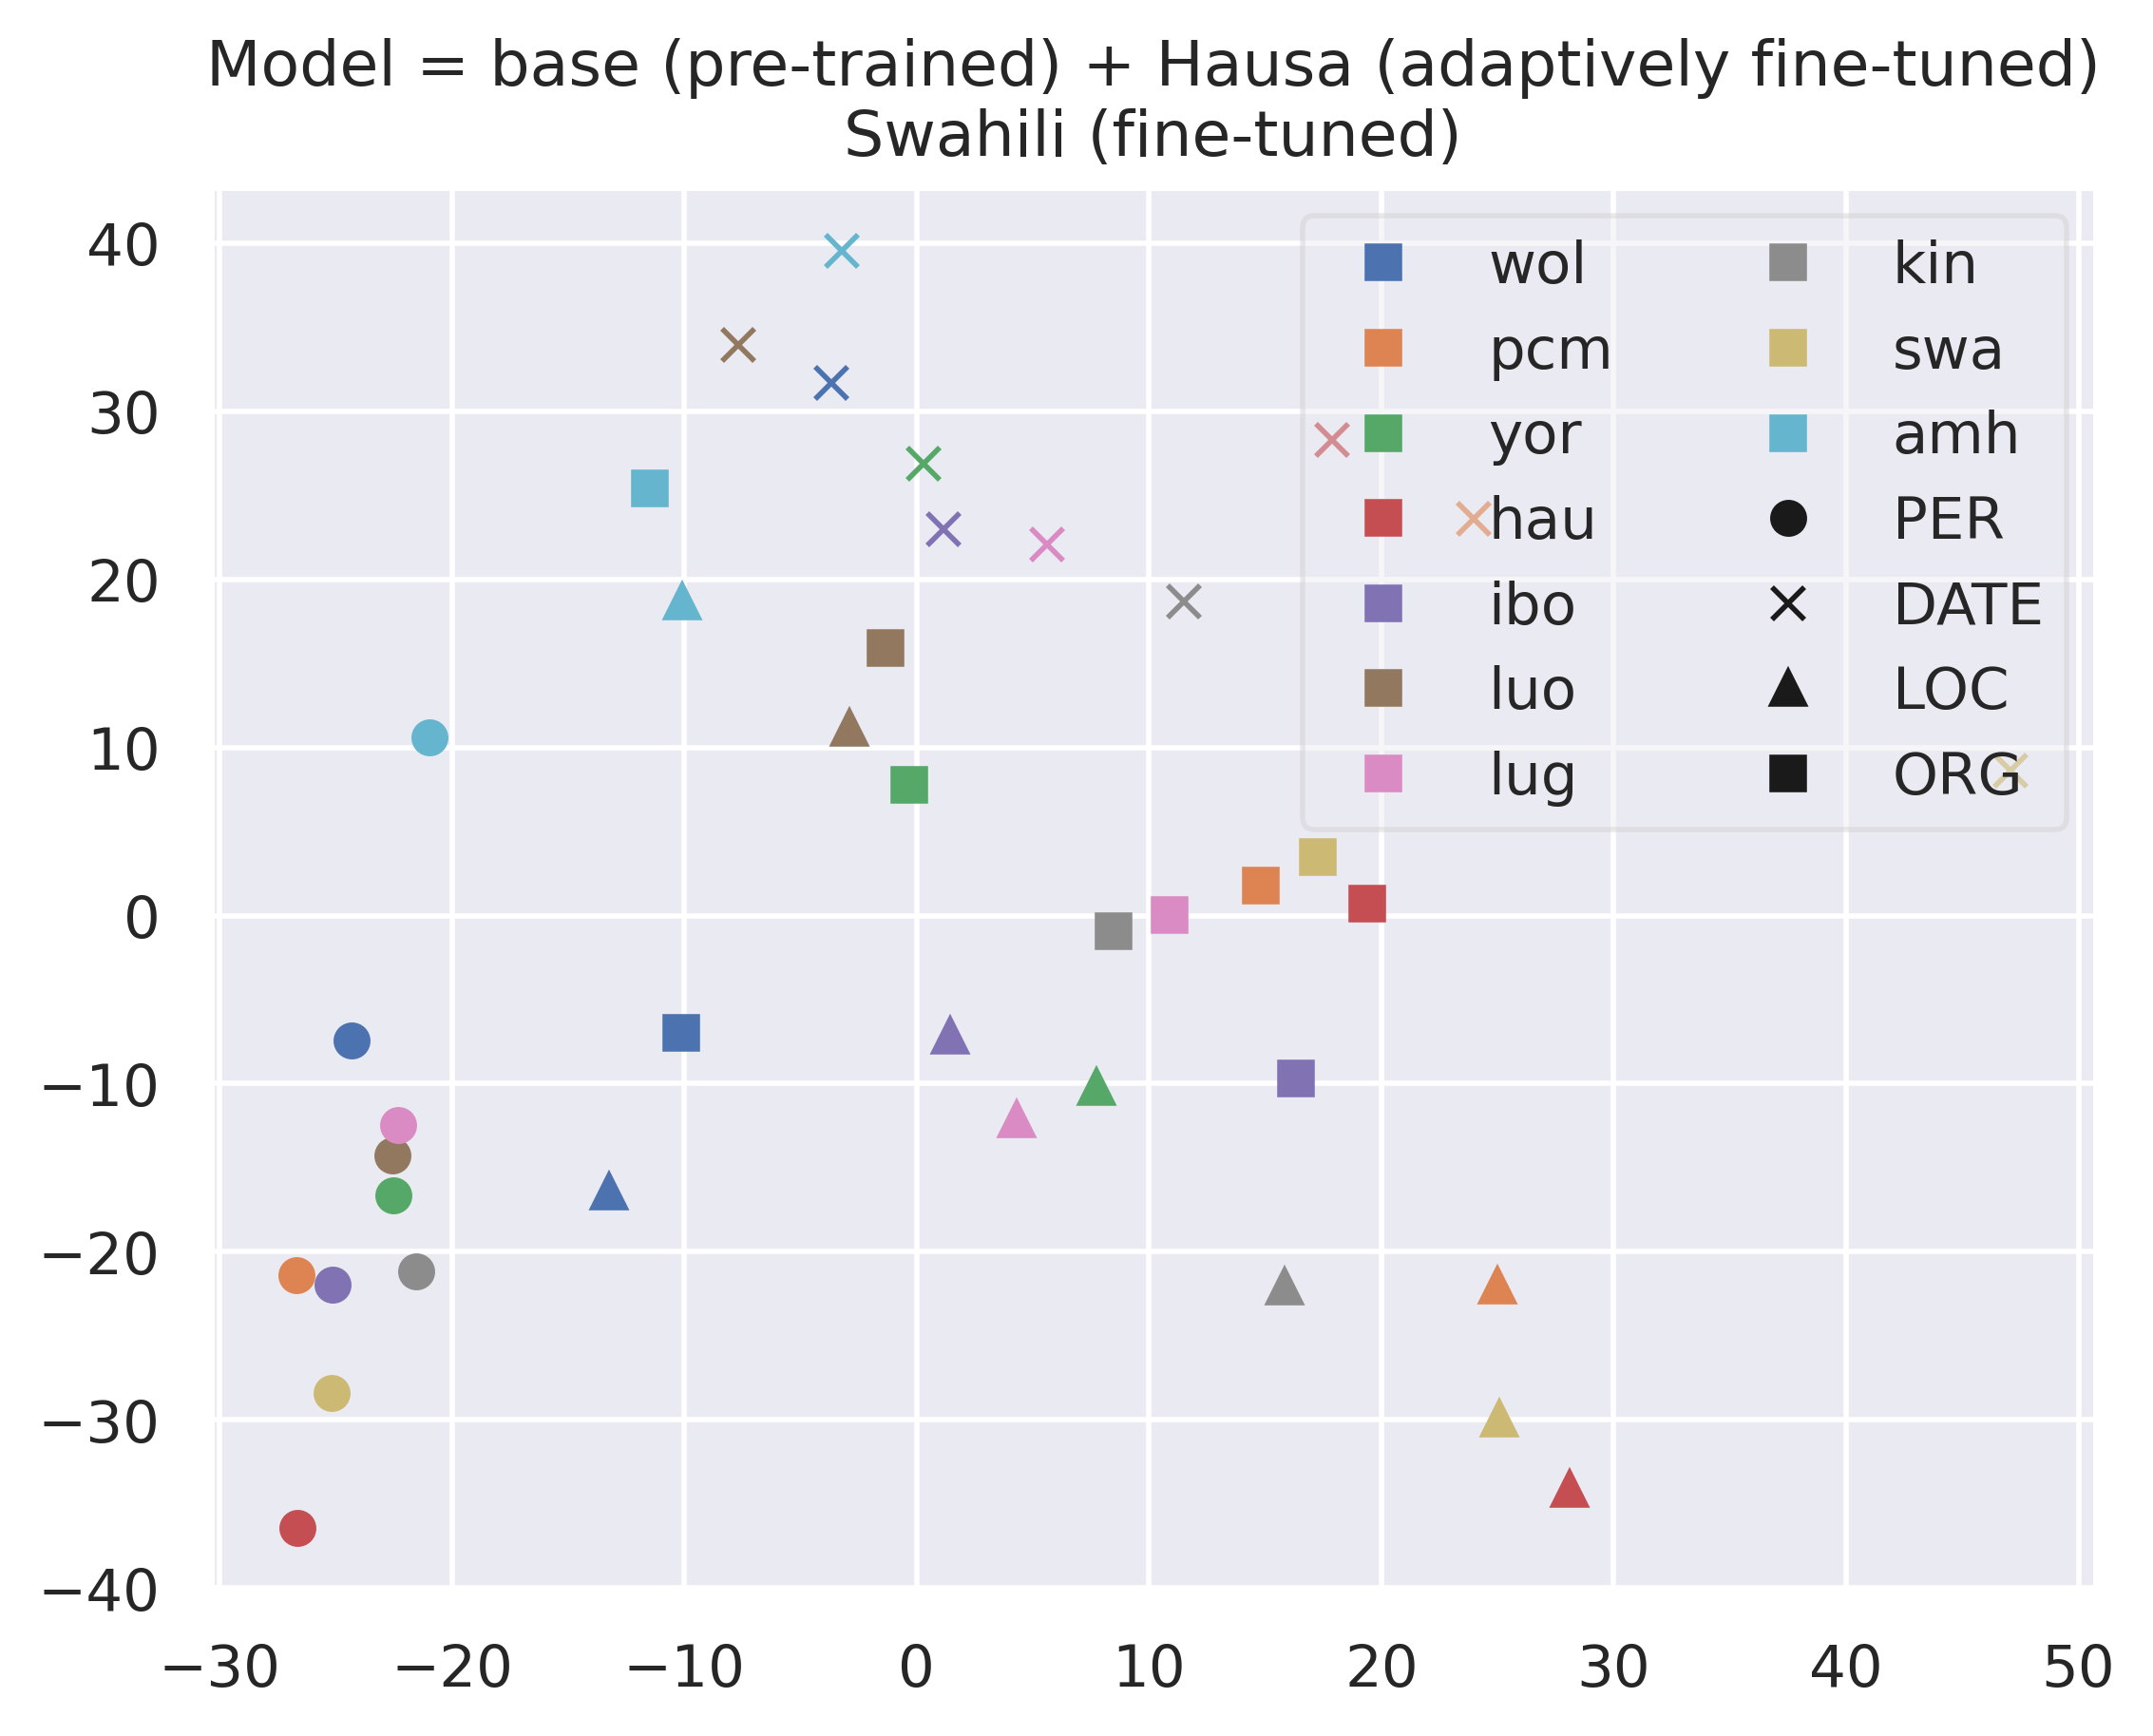 Model = base (pre-trained) + Hausa (adaptively fine-tuned)
Swahili (fine-tuned)
40
30
20
10
0
−10
−20
−30
−40
−30 −20 −10 0 10 20 30 40 50
wol
pcm
yor
hau
ibo
luo
lug
kin
swa
amh
PER
DATE
LOC
ORG